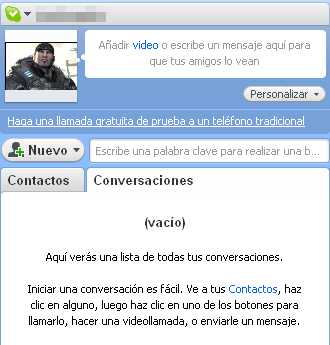 Añadir video o escribe un mensaje aquí para
que tus amigos lo vean
Personalizar
Haga una llamada gratuita de prueba a un teléfono tradicional
Nuevo
Escribe una palabra clave para realizar una b...
Contactos
Conversaciones
(vacío)
Aquí verás una lista de todas tus conversaciones.
Iniciar una conversación es fácil. Ve a tus Contactos, haz
clic en alguno, luego haz clic en uno de los botones para
llamarlo, hacer una videollamada, o enviarle un mensaje.